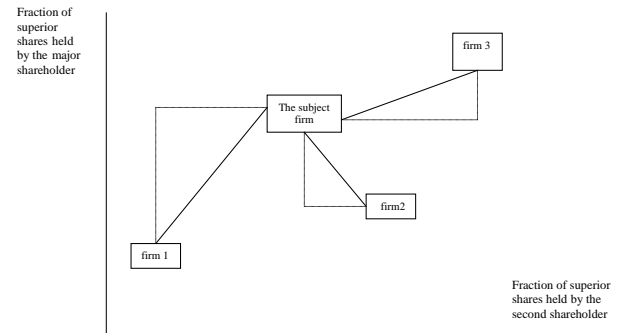 Fraction of
superior
shares held
by the major
shareholder
firm 3
The subject
firm
firm2
firm 1
Fraction of superior
shares held by the
second shareholder